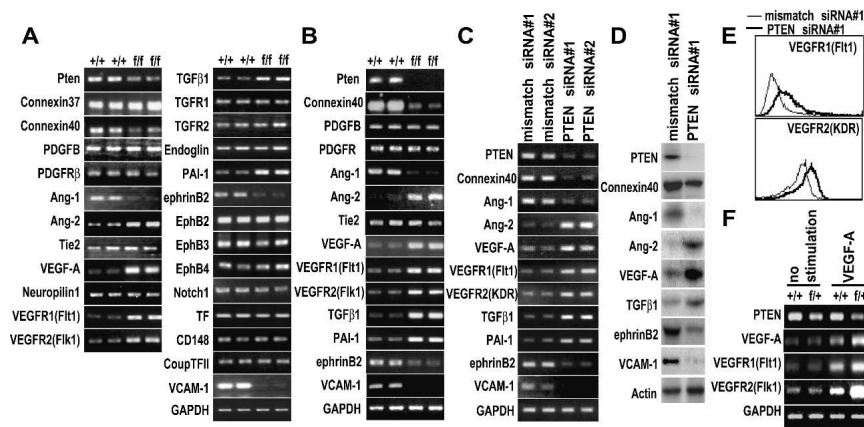 A
+/+ +/+ f/f f/f
Pten
Connexin37
Connexin40
PDGFB
PDGFRβ
Ang-1
Ang-2
Tie2
VEGF-A
Neuropilin1
VEGFR1(Flt1)
VEGFR2(Flk1)
+/+ +/+ f/f f/f
TGFβ1
TGFR1
TGFR2
Endoglin
PAI-1
ephrinB2
EphB2
EphB3
EphB4
Notch1
TF
CD148
CoupTFII
VCAM-1
GAPDH
B
+/+ +/+ f/f f/f
Pten
Connexin40
PDGFB
PDGFR
Ang-1
Ang-2
Tie2
VEGF-A
VEGFR1(Flt1)
VEGFR2(Flk1)
TGFβ1
PAI-1
ephrinB2
VCAM-1
GAPDH
C
mismatch siRNA#1
mismatch siRNA#2
PTEN siRNA#1
PTEN siRNA#2
PTEN
Connexin40
Ang-1
Ang-2
VEGF-A
VEGFR1(Flt1)
VEGFR2(KDR)
TGFβ1
PAI-1
ephrinB2
VCAM-1
GAPDH
D
mismatch siRNA#1
PTEN siRNA#1
PTEN
Connexin40
Ang-1
Ang-2
VEGF-A
TGFβ1
ephrinB2
VCAM-1
Actin
E
mismatch siRNA#1
PTEN siRNA#1
VEGFR1(Flt1)
VEGFR2(KDR)
F
no stimulation
VEGF-A
+/+ f/+ +/+ f/+
PTEN
VEGF-A
VEGFR1(Flt1)
VEGFR2(Flk1)
GAPDH